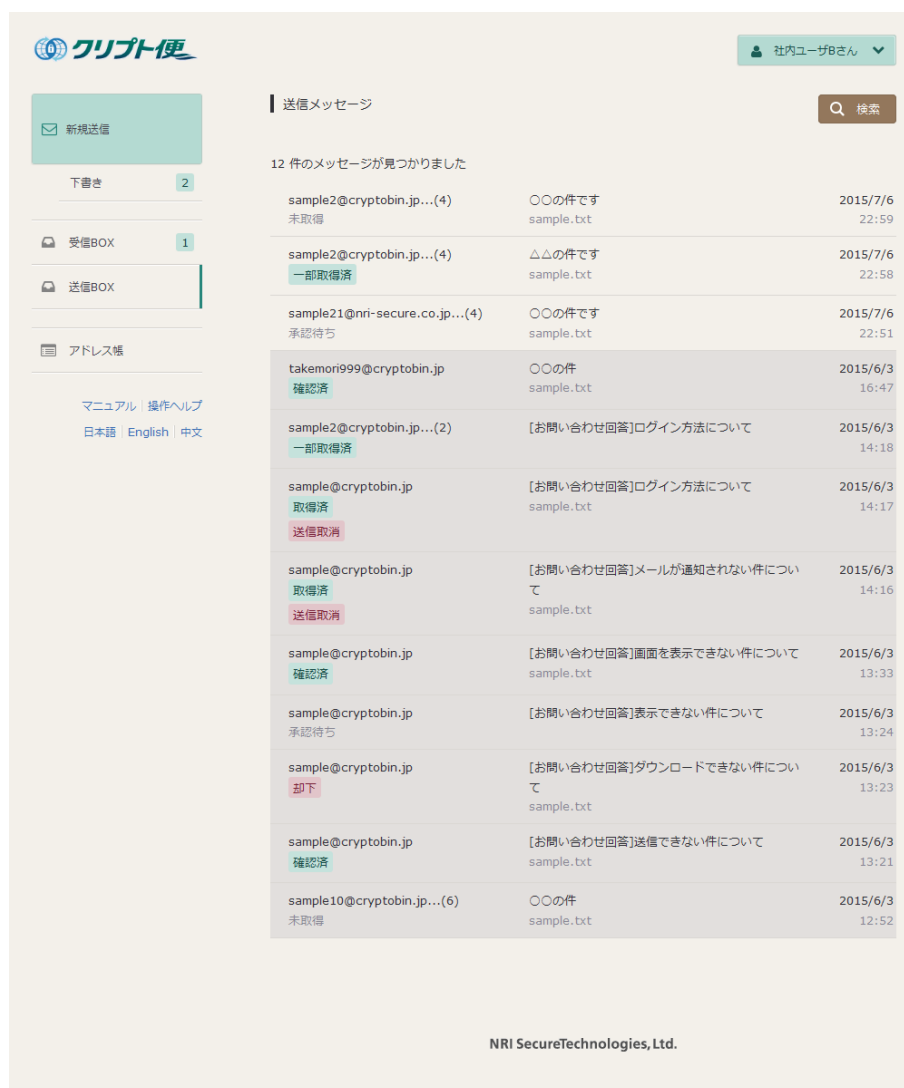 クリプト便
社内ユーザBさん
新規送信
下書き 2
受信BOX 1
送信BOX
アドレス帳
マニュアル 操作ヘルプ
日本語 English 中文
送信メッセージ
検索
12 件のメッセージが見つかりました
sample2@cryptobin.jp...(4) 〇〇の件です 2015/7/6
未取得 sample.txt 22:59
sample2@cryptobin.jp...(4) △△の件です 2015/7/6
一部取得済 sample.txt 22:58
sample21@nri-secure.co.jp...(4) 〇〇の件です 2015/7/6
承認待ち sample.txt 22:51
takemori999@cryptobin.jp 〇〇の件 2015/6/3
確認済 sample.txt 16:47
sample2@cryptobin.jp...(2) [お問い合わせ回答]ログイン方法について 2015/6/3
一部取得済 14:18
sample@cryptobin.jp [お問い合わせ回答]ログイン方法について 2015/6/3
取得済 sample.txt 14:17
送信取消
sample@cryptobin.jp [お問い合わせ回答]メールが通知されない件につい 2015/6/3
取得済 て 14:16
送信取消 sample.txt
sample@cryptobin.jp [お問い合わせ回答]画面を表示できない件について 2015/6/3
確認済 sample.txt 13:33
sample@cryptobin.jp [お問い合わせ回答]表示できない件について 2015/6/3
承認待ち 13:24
sample@cryptobin.jp [お問い合わせ回答]ダウンロードできない件につい 2015/6/3
却下 て 13:23
sample.txt
sample@cryptobin.jp [お問い合わせ回答]送信できない件について 2015/6/3
確認済 sample.txt 13:21
sample10@cryptobin.jp...(6) 〇〇の件 2015/6/3
未取得 sample.txt 12:52
NRI SecureTechnologies, Ltd.